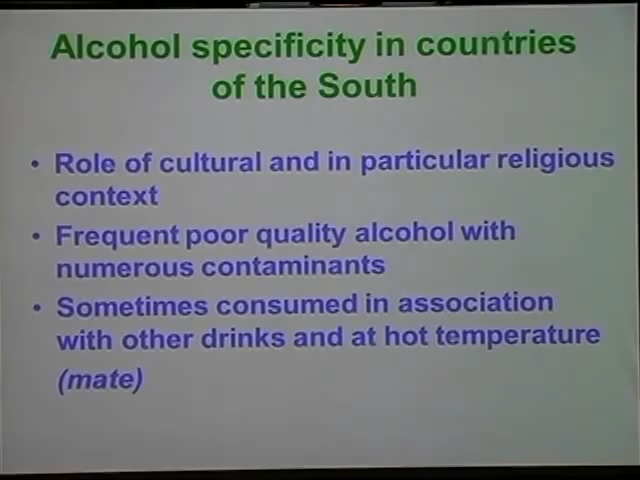 Alcohol specificity in countries
of the South
• Role of cultural and in particular religious
context
• Frequent poor quality alcohol with
numerous contaminants
• Sometimes consumed in association
with other drinks and at hot temperature
(mate)